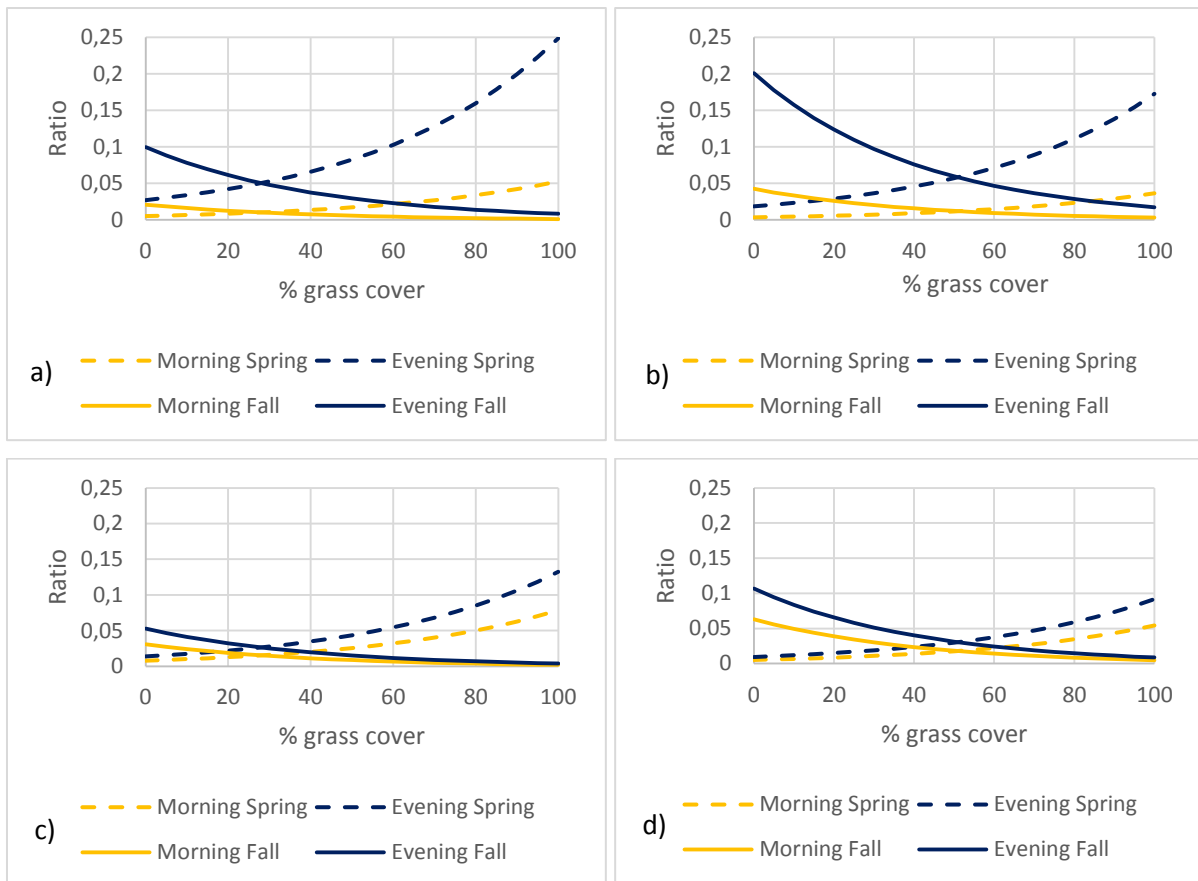 0,25
0,2
0,15
0,1
0,05
0
Ratio
0 20 40 60 80 100
% grass cover
Morning Spring Evening Spring
a)
Morning Fall Evening Fall
0,25
0,2
0,15
0,1
0,05
0
Ratio
0 20 40 60 80 100
% grass cover
Morning Spring Evening Spring
b)
Morning Fall Evening Fall
0,25
0,2
0,15
0,1
0,05
0
Ratio
0 20 40 60 80 100
% grass cover
Morning Spring Evening Spring
c)
Morning Fall Evening Fall
0,25
0,2
0,15
0,1
0,05
0
Ratio
0 20 40 60 80 100
% grass cover
Morning Spring Evening Spring
d)
Morning Fall Evening Fall